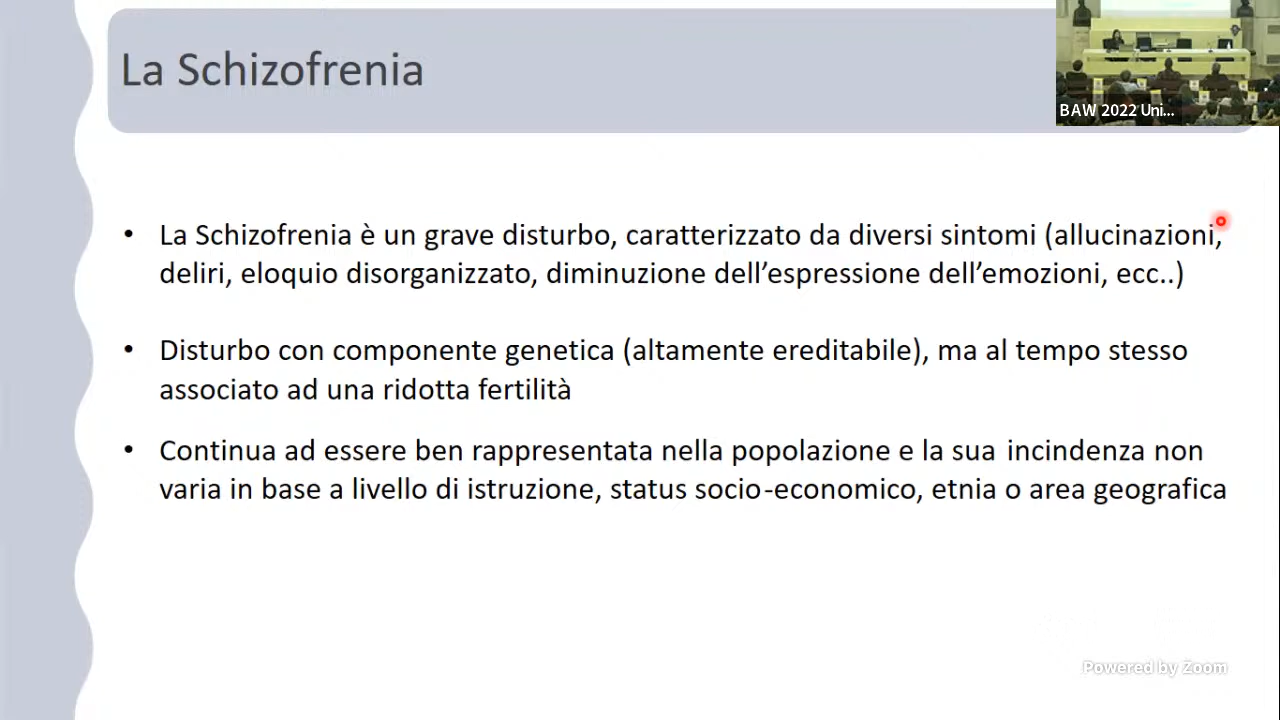 La Schizofrenia
BAW 2022 Uni...
• La Schizofrenia è un grave disturbo, caratterizzato da diversi sintomi (allucinazioni,
deliri, eloquio disorganizzato, diminuzione dell’espressione dell’emozioni, ecc..)
• Disturbo con componente genetica (altamente ereditabile), ma al tempo stesso
associato ad una ridotta fertilità
• Continua ad essere ben rappresentata nella popolazione e la sua incindenza non
varia in base a livello di istruzione, status socio-economico, etnia o area geografica
Powered by Zoom